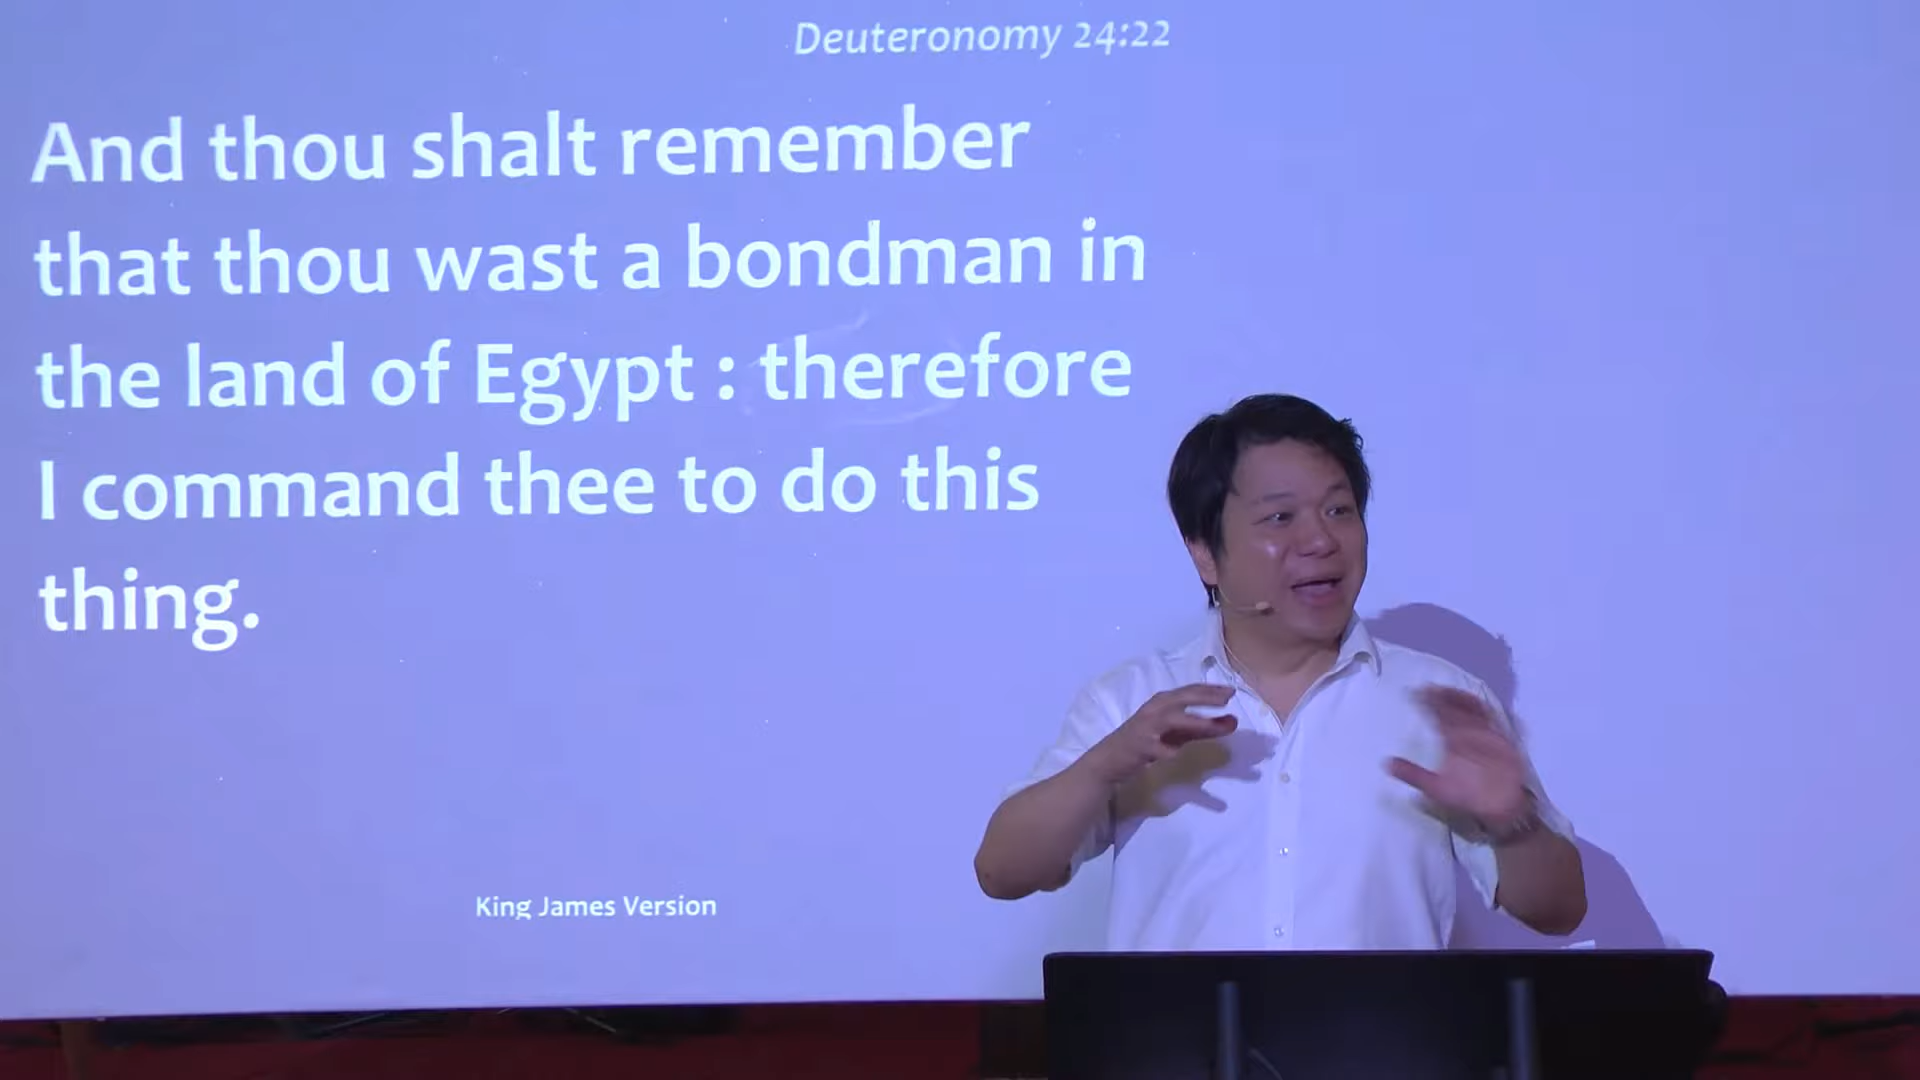 Deuteronomy 24:22
And thou shalt remember
that thou wast a bondman in
the land of Egypt : therefore
I command thee to do this
thing.
King James Version